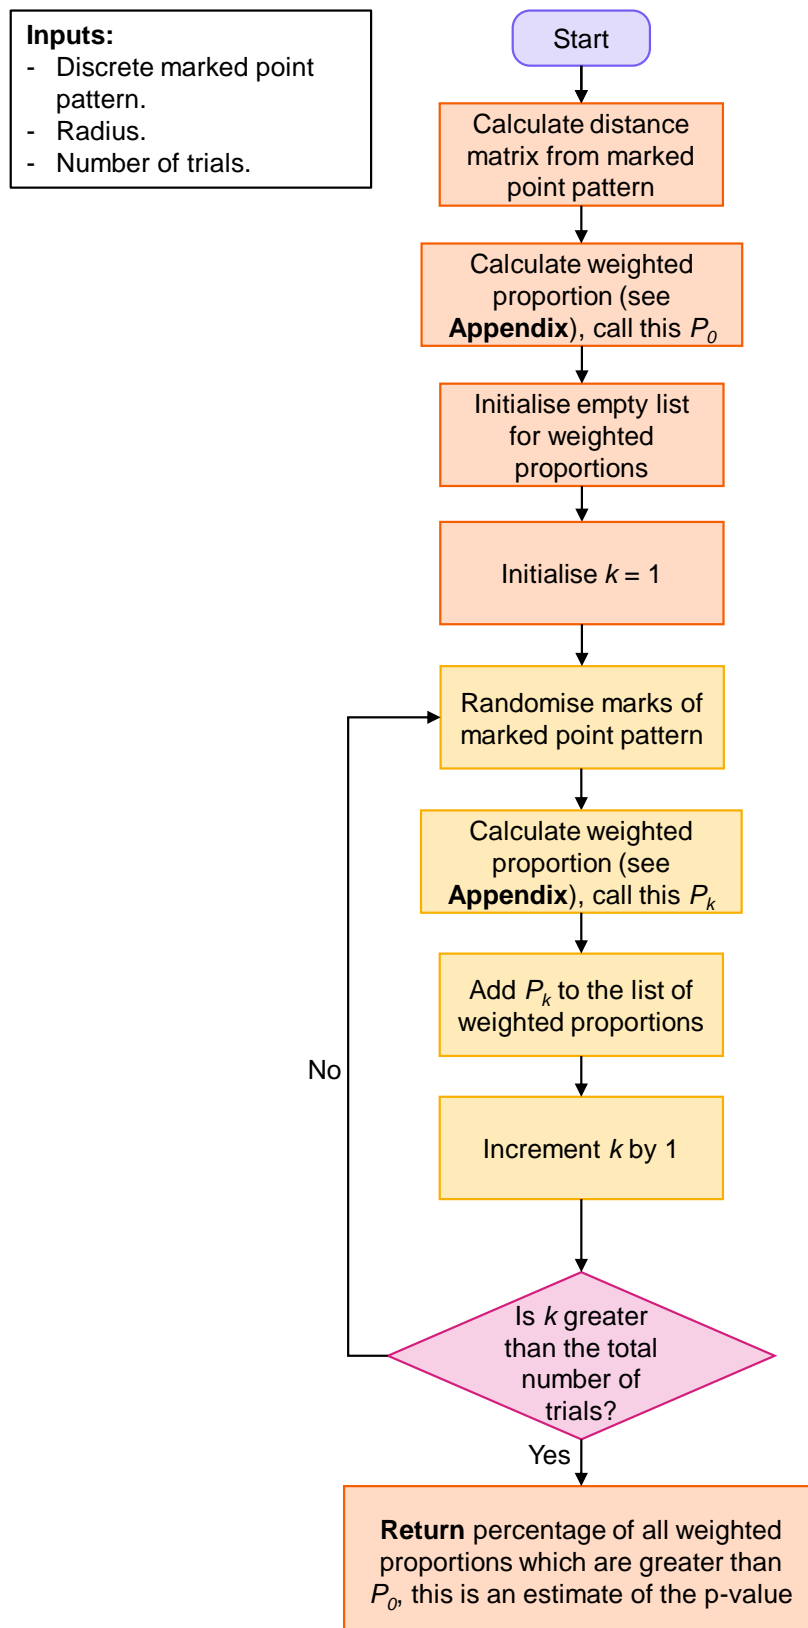 Inputs:
- Discrete marked point
pattern.
- Radius.
- Number of trials.
Start
Calculate distance
matrix from marked
point pattern
Calculate weighted
proportion (see
Appendix), call this P₀
Initialise empty list
for weighted
proportions
Initialise k = 1
Randomise marks of
marked point pattern
Calculate weighted
proportion (see
Appendix), call this Pₖ
Add Pₖ to the list of
weighted proportions
No
Increment k by 1
Is k greater
than the total
number of
trials?
Yes
Return percentage of all weighted
proportions which are greater than
P₀, this is an estimate of the p-value